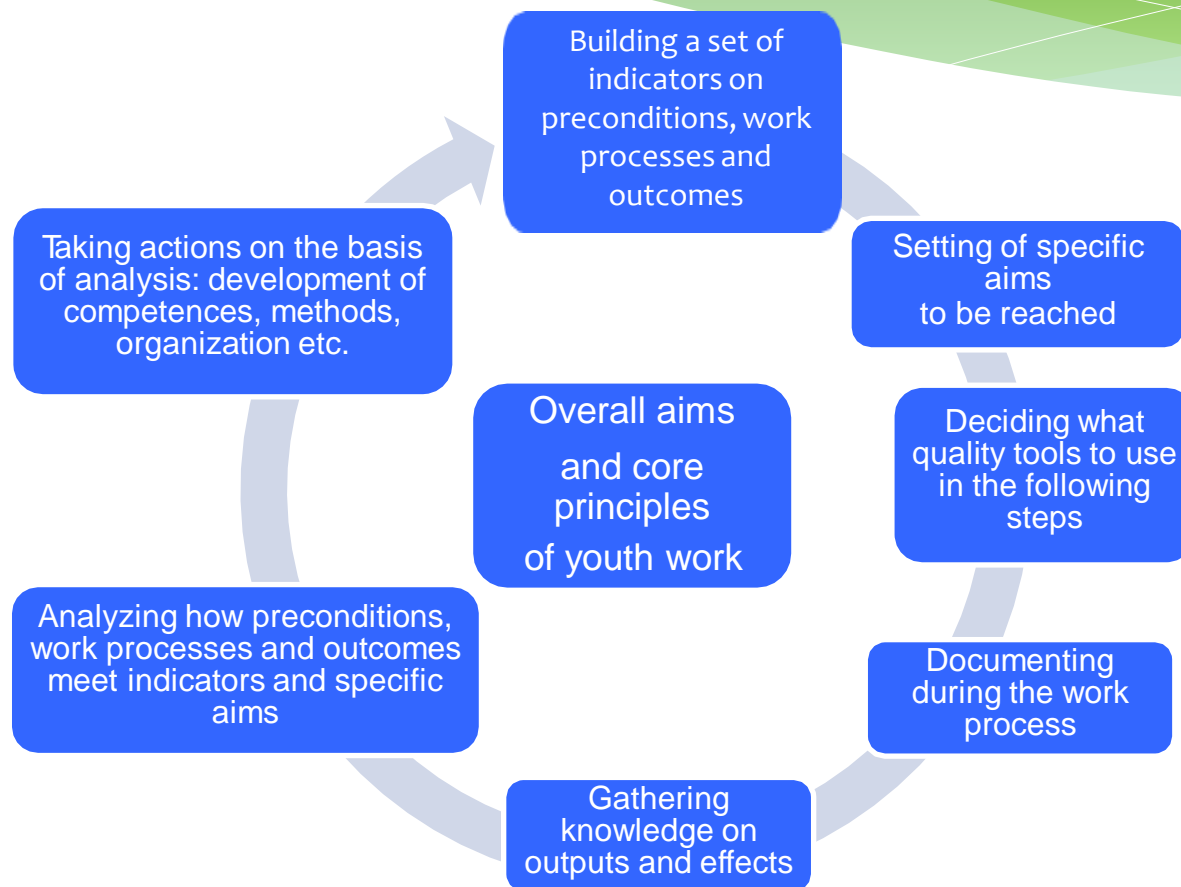 Building a set of
indicators on
preconditions, work
processes and
outcomes
Setting of specific
aims
to be reached
Deciding what
quality tools to use
in the following
steps
Documenting
during the work
process
Gathering
knowledge on
outputs and effects
Analyzing how preconditions,
work processes and outcomes
meet indicators and specific
aims
Taking actions on the basis
of analysis: development of
competences, methods,
organization etc.
Overall aims
and core
principles
of youth work